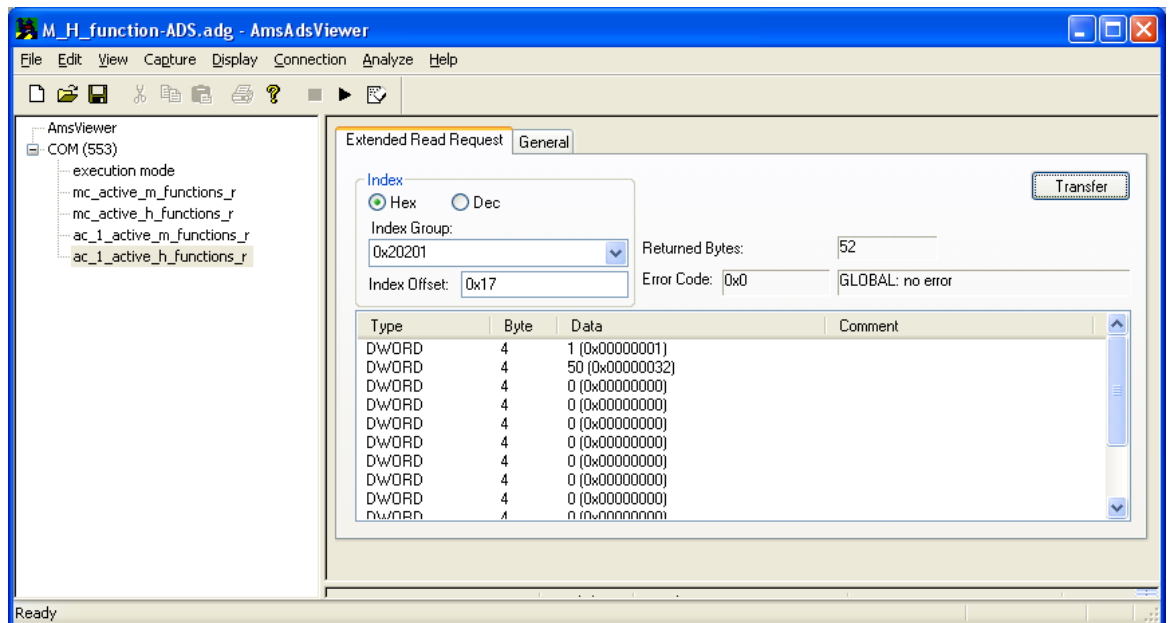 M_H_function-ADS.adg - AmsAdsViewer
File Edit View Capture Display Connection Analyze Help
AmsViewer
COM (553)
execution mode
mc_active_m_functions_r
mc_active_h_functions_r
ac_1_active_m_functions_r
ac_1_active_h_functions_r
Extended Read Request General
Index
Hex Dec
Index Group:
0x20201
Index Offset: 0x17
Transfer
Returned Bytes: 52
Error Code: 0x0 GLOBAL: no error
Type Byte Data Comment
DWORD 4 1 (0x00000001)
DWORD 4 50 (0x00000032)
DWORD 4 0 (0x00000000)
DWORD 4 0 (0x00000000)
DWORD 4 0 (0x00000000)
DWORD 4 0 (0x00000000)
DWORD 4 0 (0x00000000)
DWORD 4 0 (0x00000000)
DWORD 4 0 (0x00000000)
DWORD 4 0 (0x00000000)
Ready